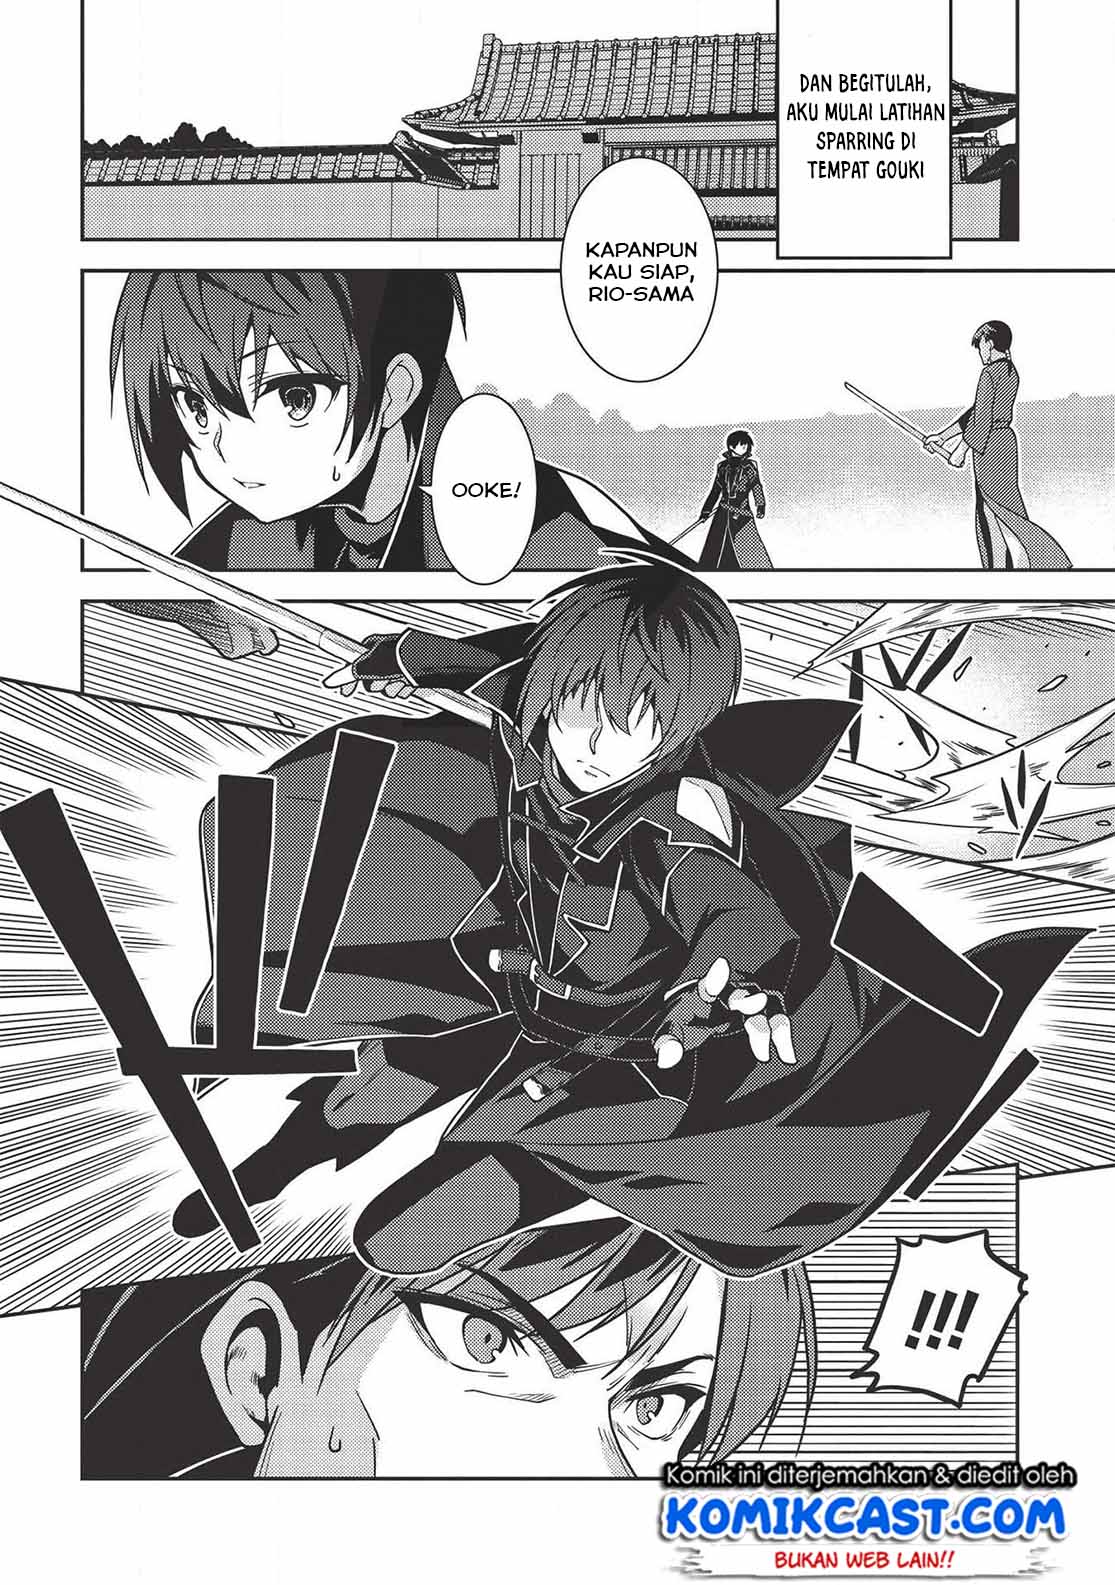 DAN BEGITULAH,
AKU MULAI LATIHAN
SPARRING DI
TEMPAT GOUKI
KAPANPUN
KAU SIAP,
RIO-SAMA
OOKE!
!!!
Komik ini diterjemahkan & diedit oleh
KOMIKCAST.COM
BUKAN WEB LAIN!!